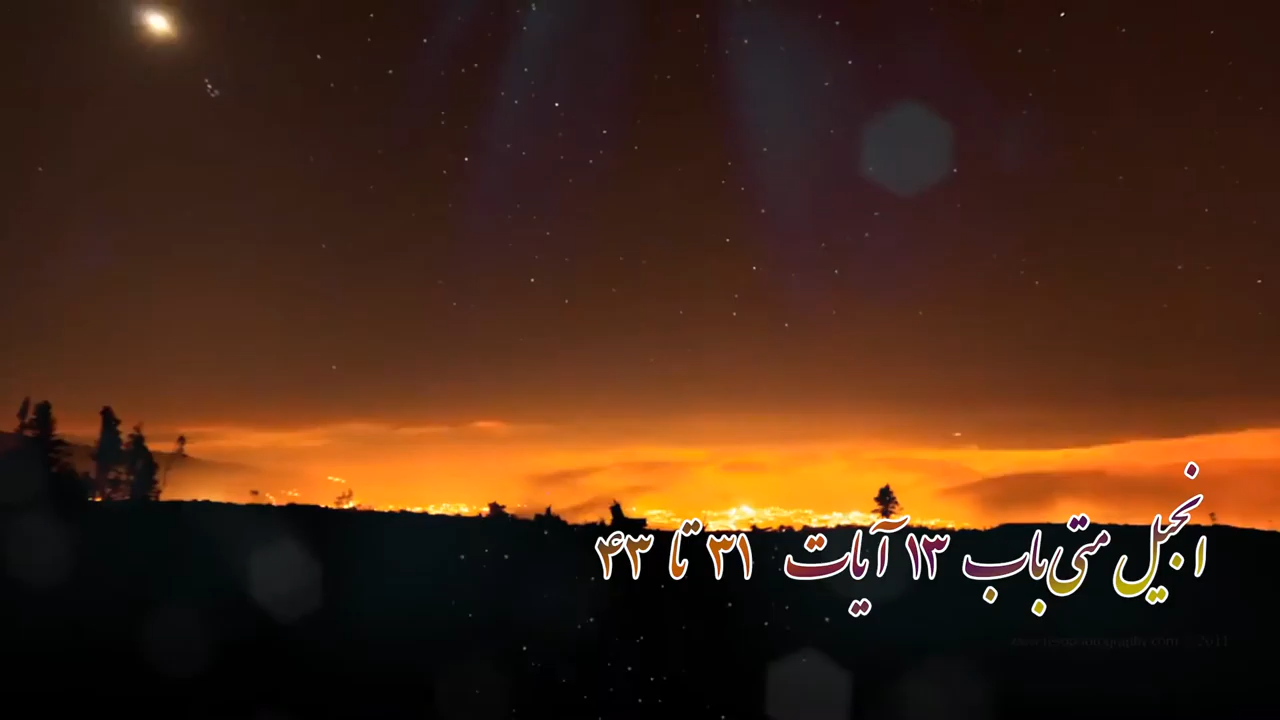 انجیل متی باب ۱۳ آیات ۳۱ تا ۴۳